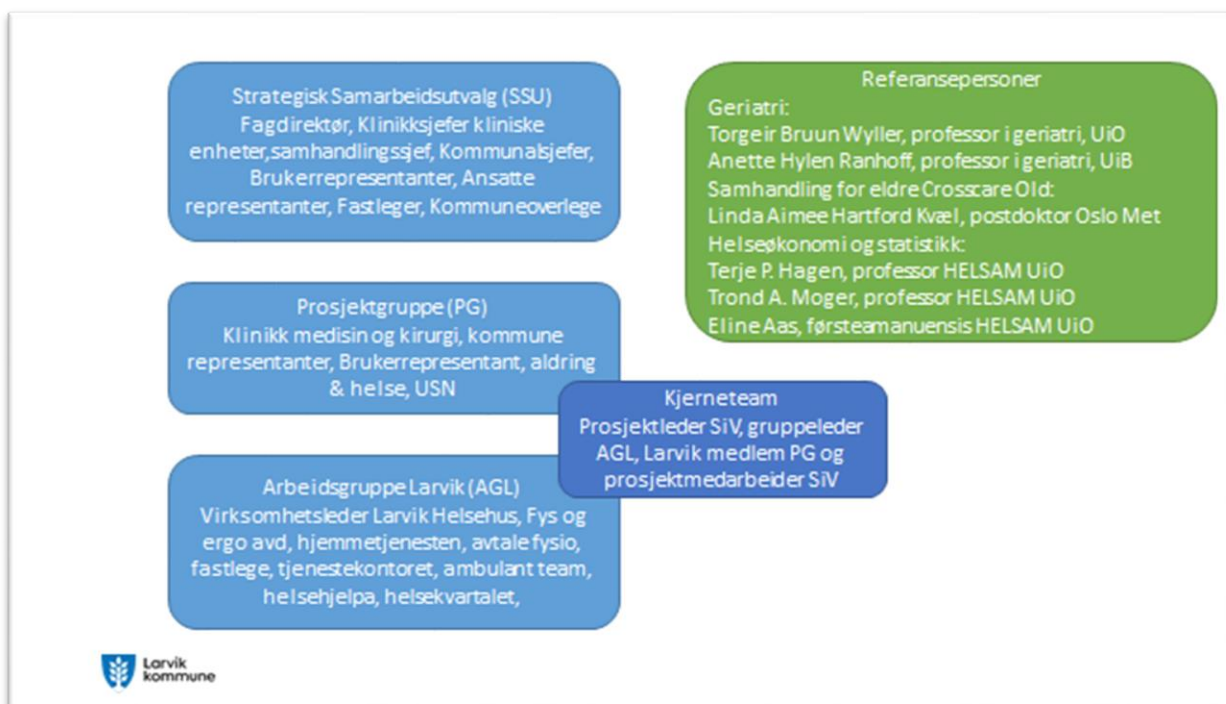 Strategisk Samarbeidsutvalg (SSU)
Fagdirektør, Klinikksjefer kliniske
enheter,samhandlingssjef, Kommunalsjefer,
Brukerrepresentanter, Ansatte
representanter, Fastleger, Kommuneoverlege
Prosjektgruppe (PG)
Klinikk medisin og kirurgi, kommune
representanter, Brukerrepresentant, aldring
& helse, USN
Arbeidsgruppe Larvik (AGL)
Virksomhetsleder Larvik Helsehus, Fys og
ergo avd, hjemmetjenesten, avtale fysio,
fastlege, tjenestekontoret, ambulant team,
helsehjelpa, helsekvartalet,
Kjerneteam
Prosjektleder SiV, gruppeleder
AGL, Larvik medlem PG og
prosjektmedarbeider SiV
Referansepersoner
Geriatri:
Torgeir Bruun Wyller, professor i geriatri, UiO
Anette Hylen Ranhoff, professor i geriatri, UiB
Samhandling for eldre Crosscare Old:
Linda Aimee Hartford Kvæl, postdoktor Oslo Met
Helseøkonomi og statistikk:
Terje P. Hagen, professor HELSAM UiO
Trond A. Moger, professor HELSAM UiO
Eline Aas, førsteamanuensis HELSAM UiO
Larvik
kommune